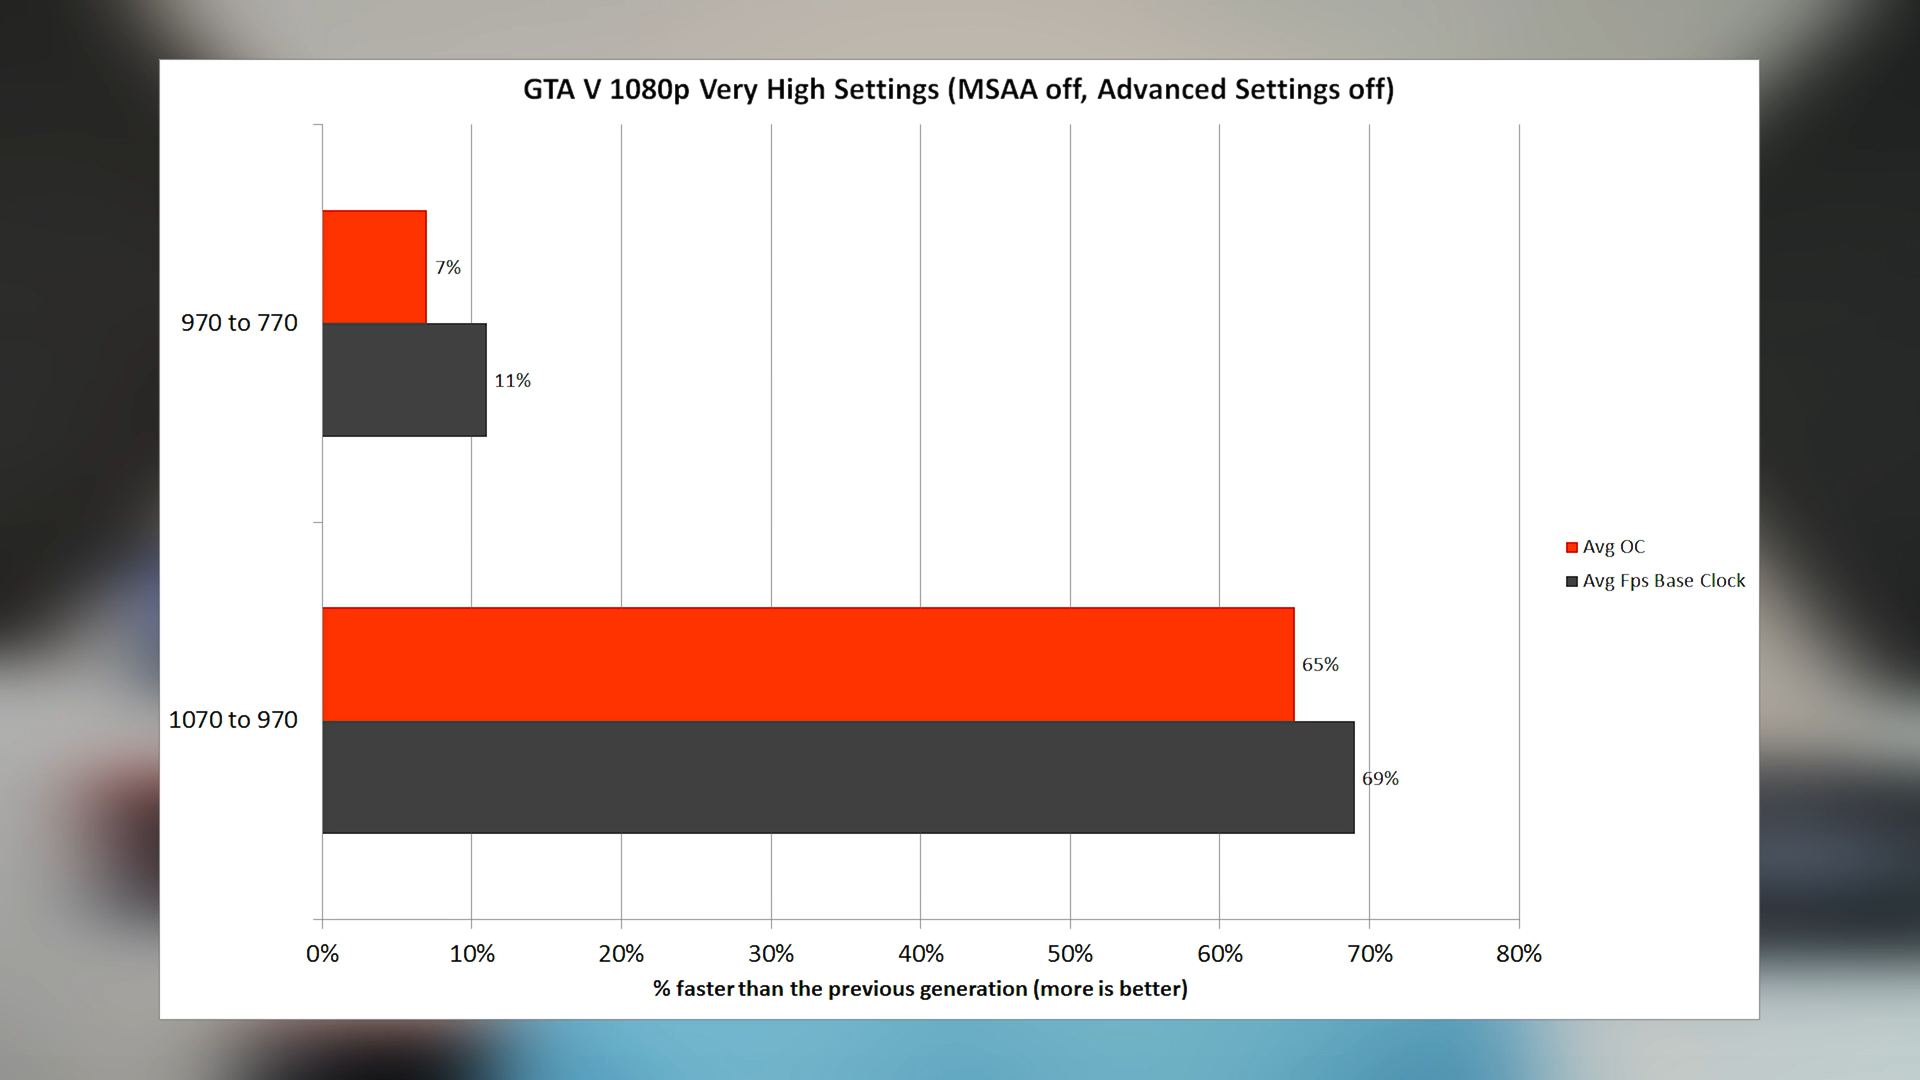 GTA V 1080p Very High Settings (MSAA off, Advanced Settings off)
970 to 770
7%
11%
1070 to 970
65%
69%
Avg OC
Avg Fps Base Clock
0% 10% 20% 30% 40% 50% 60% 70% 80%
% faster than the previous generation (more is better)